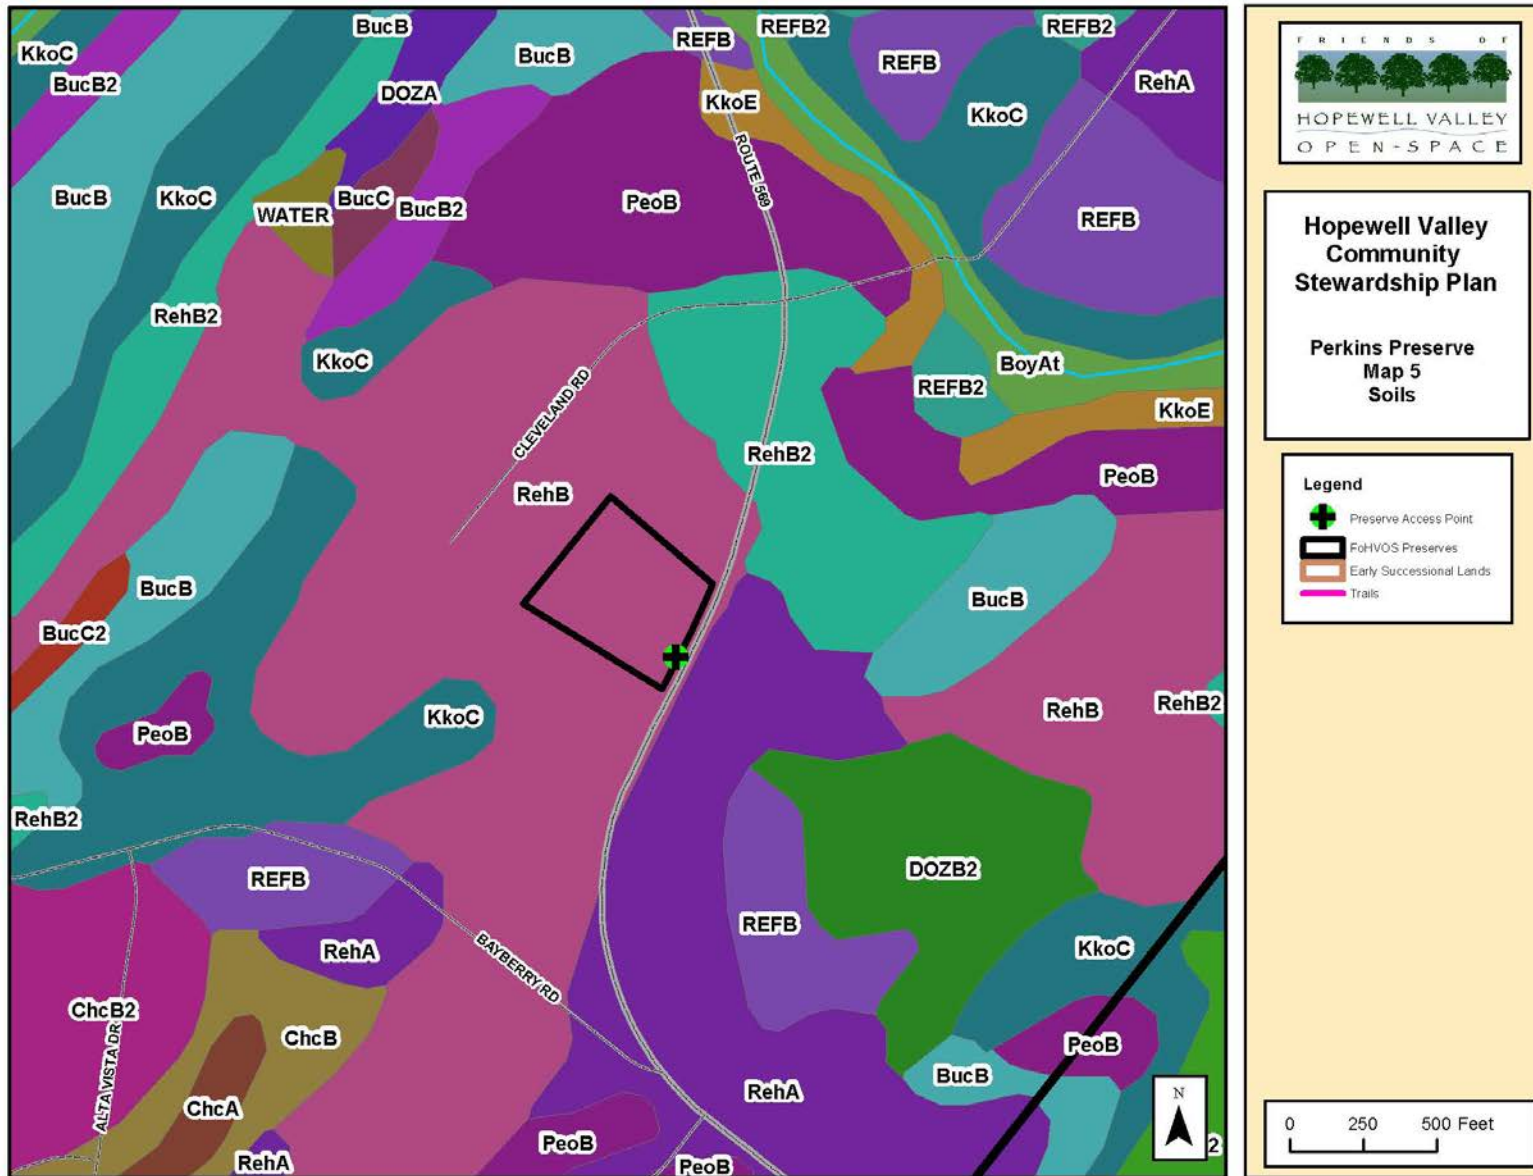 BucB
REFB
REFB2
REFB2
KkoC
BucB
REFB
BucB2
DOZA
RehA
KkoE
KkoC
ROUTE 569
BucB
KkoC
BucC
BucB2
PeoB
WATER
REFB
RehB2
KkoC
BoyAt
REFB2
CLEVELAND RD
KkoE
RehB2
PeoB
RehB
BucB
BucB
BucC2
RehB
RehB2
KkoC
PeoB
RehB2
DOZB2
REFB
REFB
BAYBERRY RD
RehA
KkoC
ChcB2
ALTA VISTA DR
ChcB
PeoB
BucB
RehA
ChcA
N
PeoB
2
RehA
PeoB
FRIENDS OF
HOPEWELL VALLEY
OPEN-SPACE
Hopewell Valley
Community
Stewardship Plan
Perkins Preserve
Map 5
Soils
Legend
Preserve Access Point
FoHVOS Preserves
Early Successional Lands
Trails
0 250 500 Feet